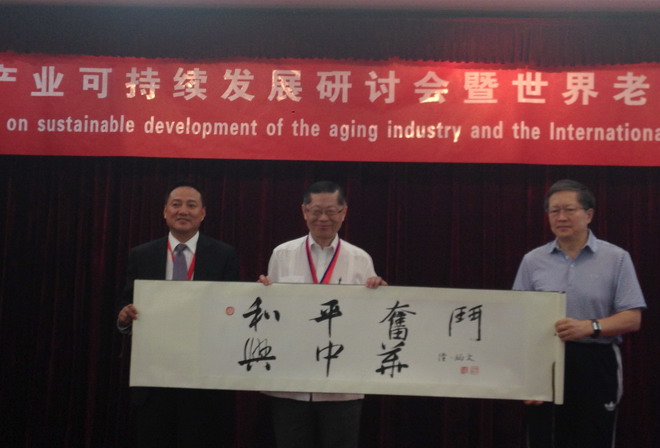 产业可持续发展研讨会暨世界老
on sustainable development of the aging industry and the International
和平奮鬥
興中華